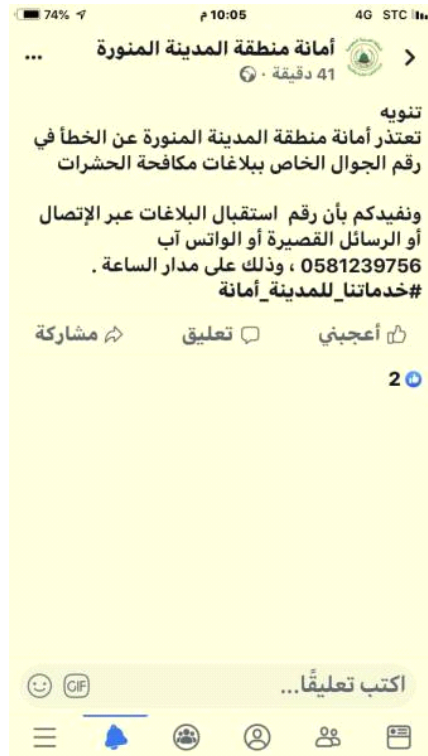 74% 10:05 م 4G STC
أمانة منطقة المدينة المنورة
41 دقيقة ·
تنويه
تعتذر أمانة منطقة المدينة المنورة عن الخطأ في
رقم الجوال الخاص ببلاغات مكافحة الحشرات
ونفيدكم بأن رقم استقبال البلاغات عبر الإتصال
أو الرسائل القصيرة أو الواتس آب
0581239756 ، وذلك على مدار الساعة .
#خدماتنا_للمدينة_أمانة
أعجبني تعليق مشاركة
2
اكتب تعليقًا...
GIF